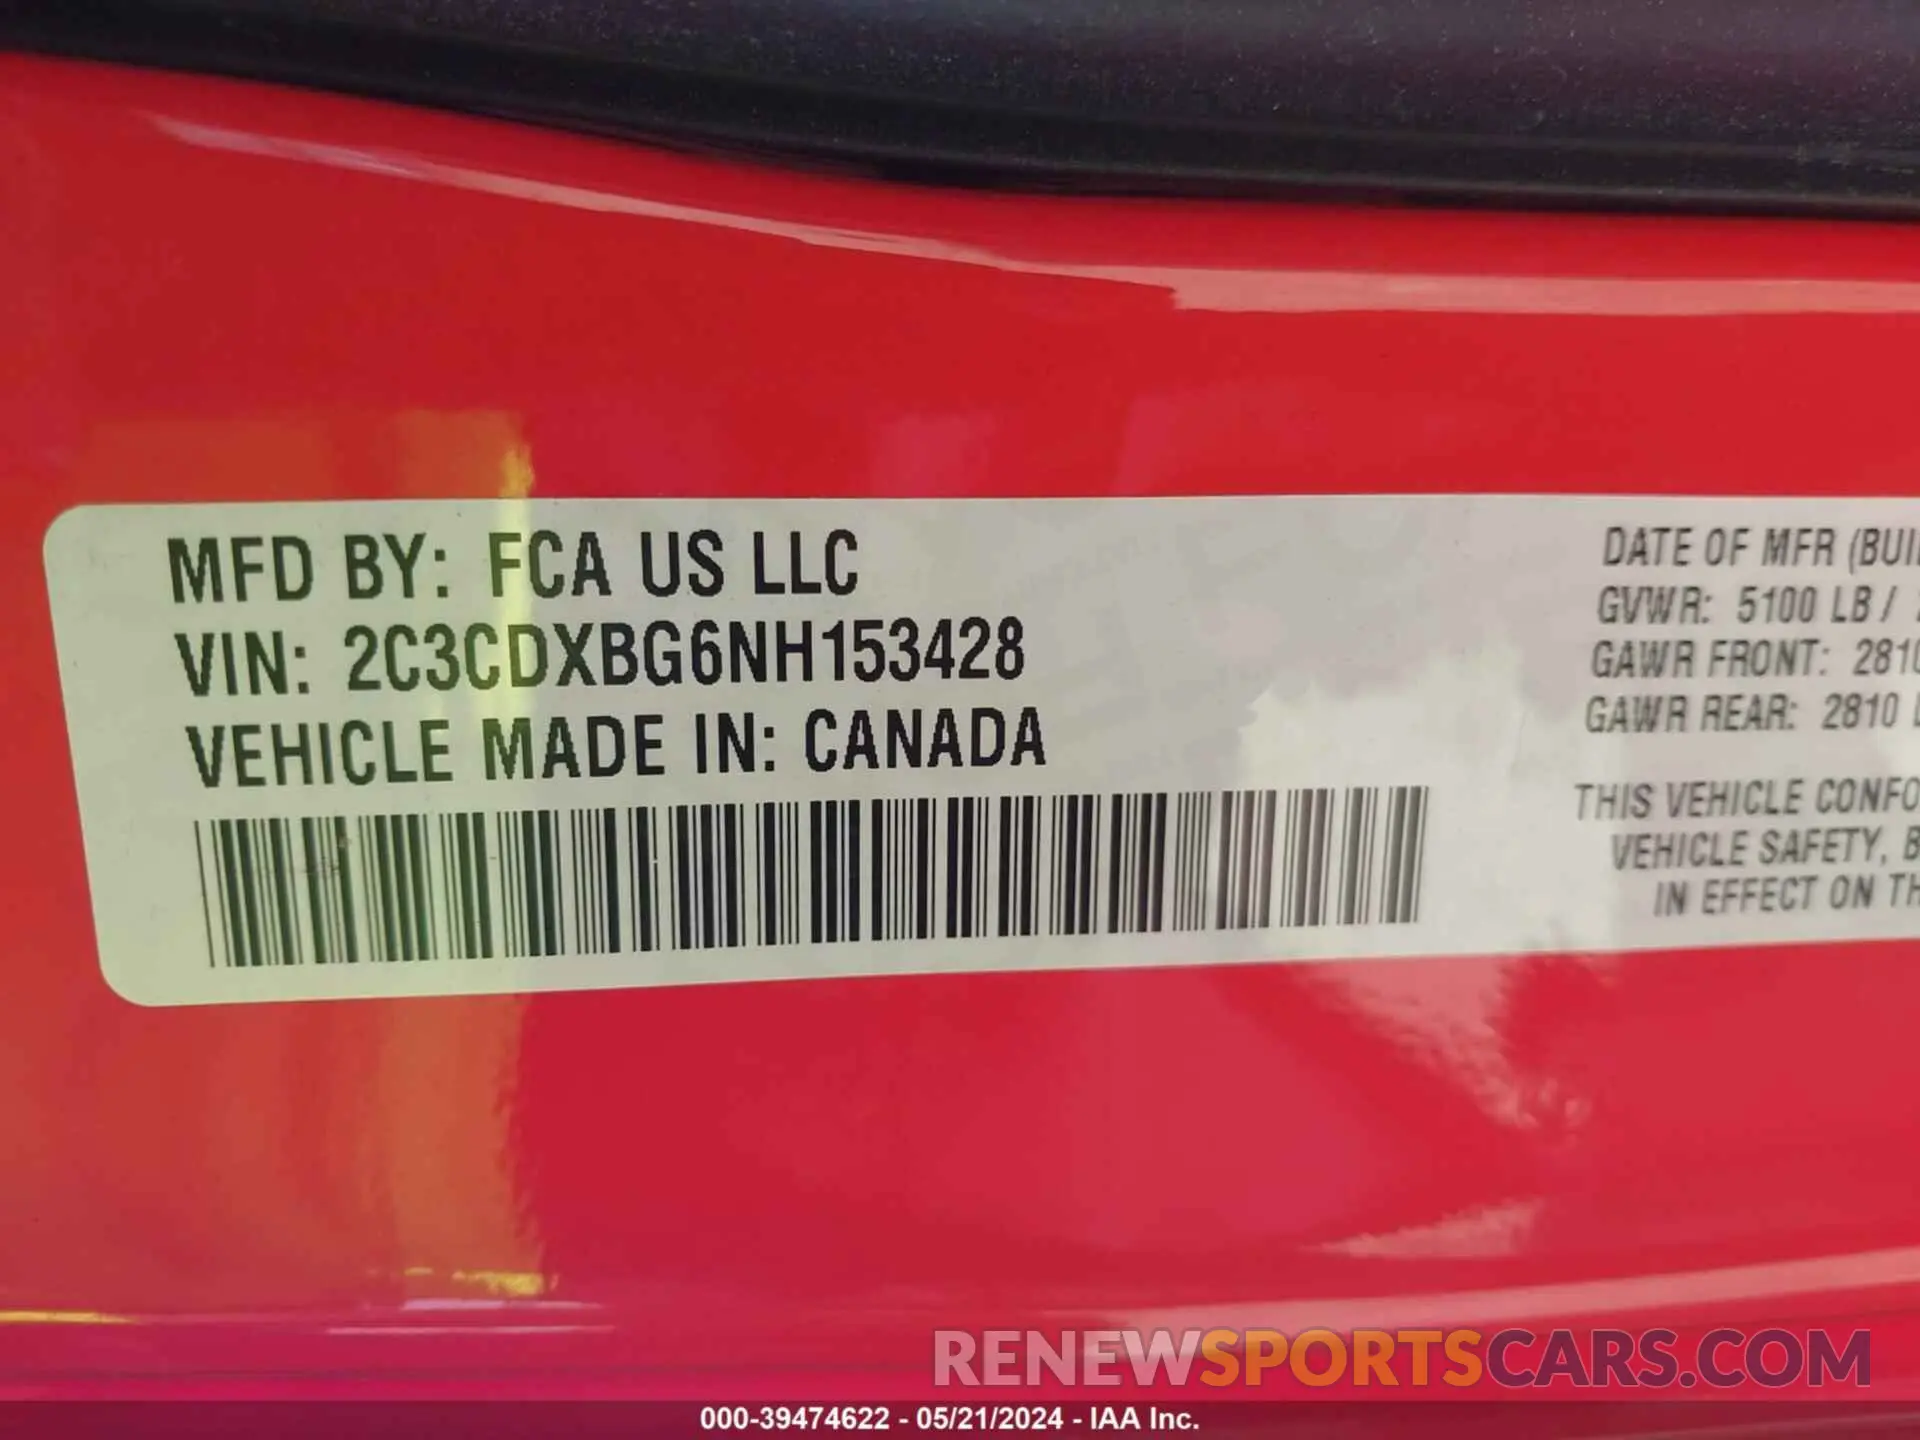 MFD BY: FCA US LLC
VIN: 2C3CDXBG6NH153428
VEHICLE MADE IN: CANADA
DATE OF MFR (BUI
GVWR: 5100 LB /
GAWR FRONT: 2810
GAWR REAR: 2810 L
THIS VEHICLE CONFO
VEHICLE SAFETY, B
IN EFFECT ON TH
RENEWSPORTSCARS.COM
000-39474622 - 05/21/2024 - IAA Inc.